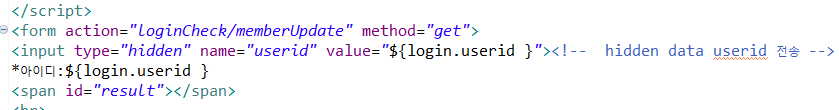 </script>
<form action="loginCheck/memberUpdate" method="get">
<input type="hidden" name="userid" value="${login.userid }"><!--  hidden data userid 전송 -->
*아이디:${login.userid }
<span id="result"></span>
<hr>